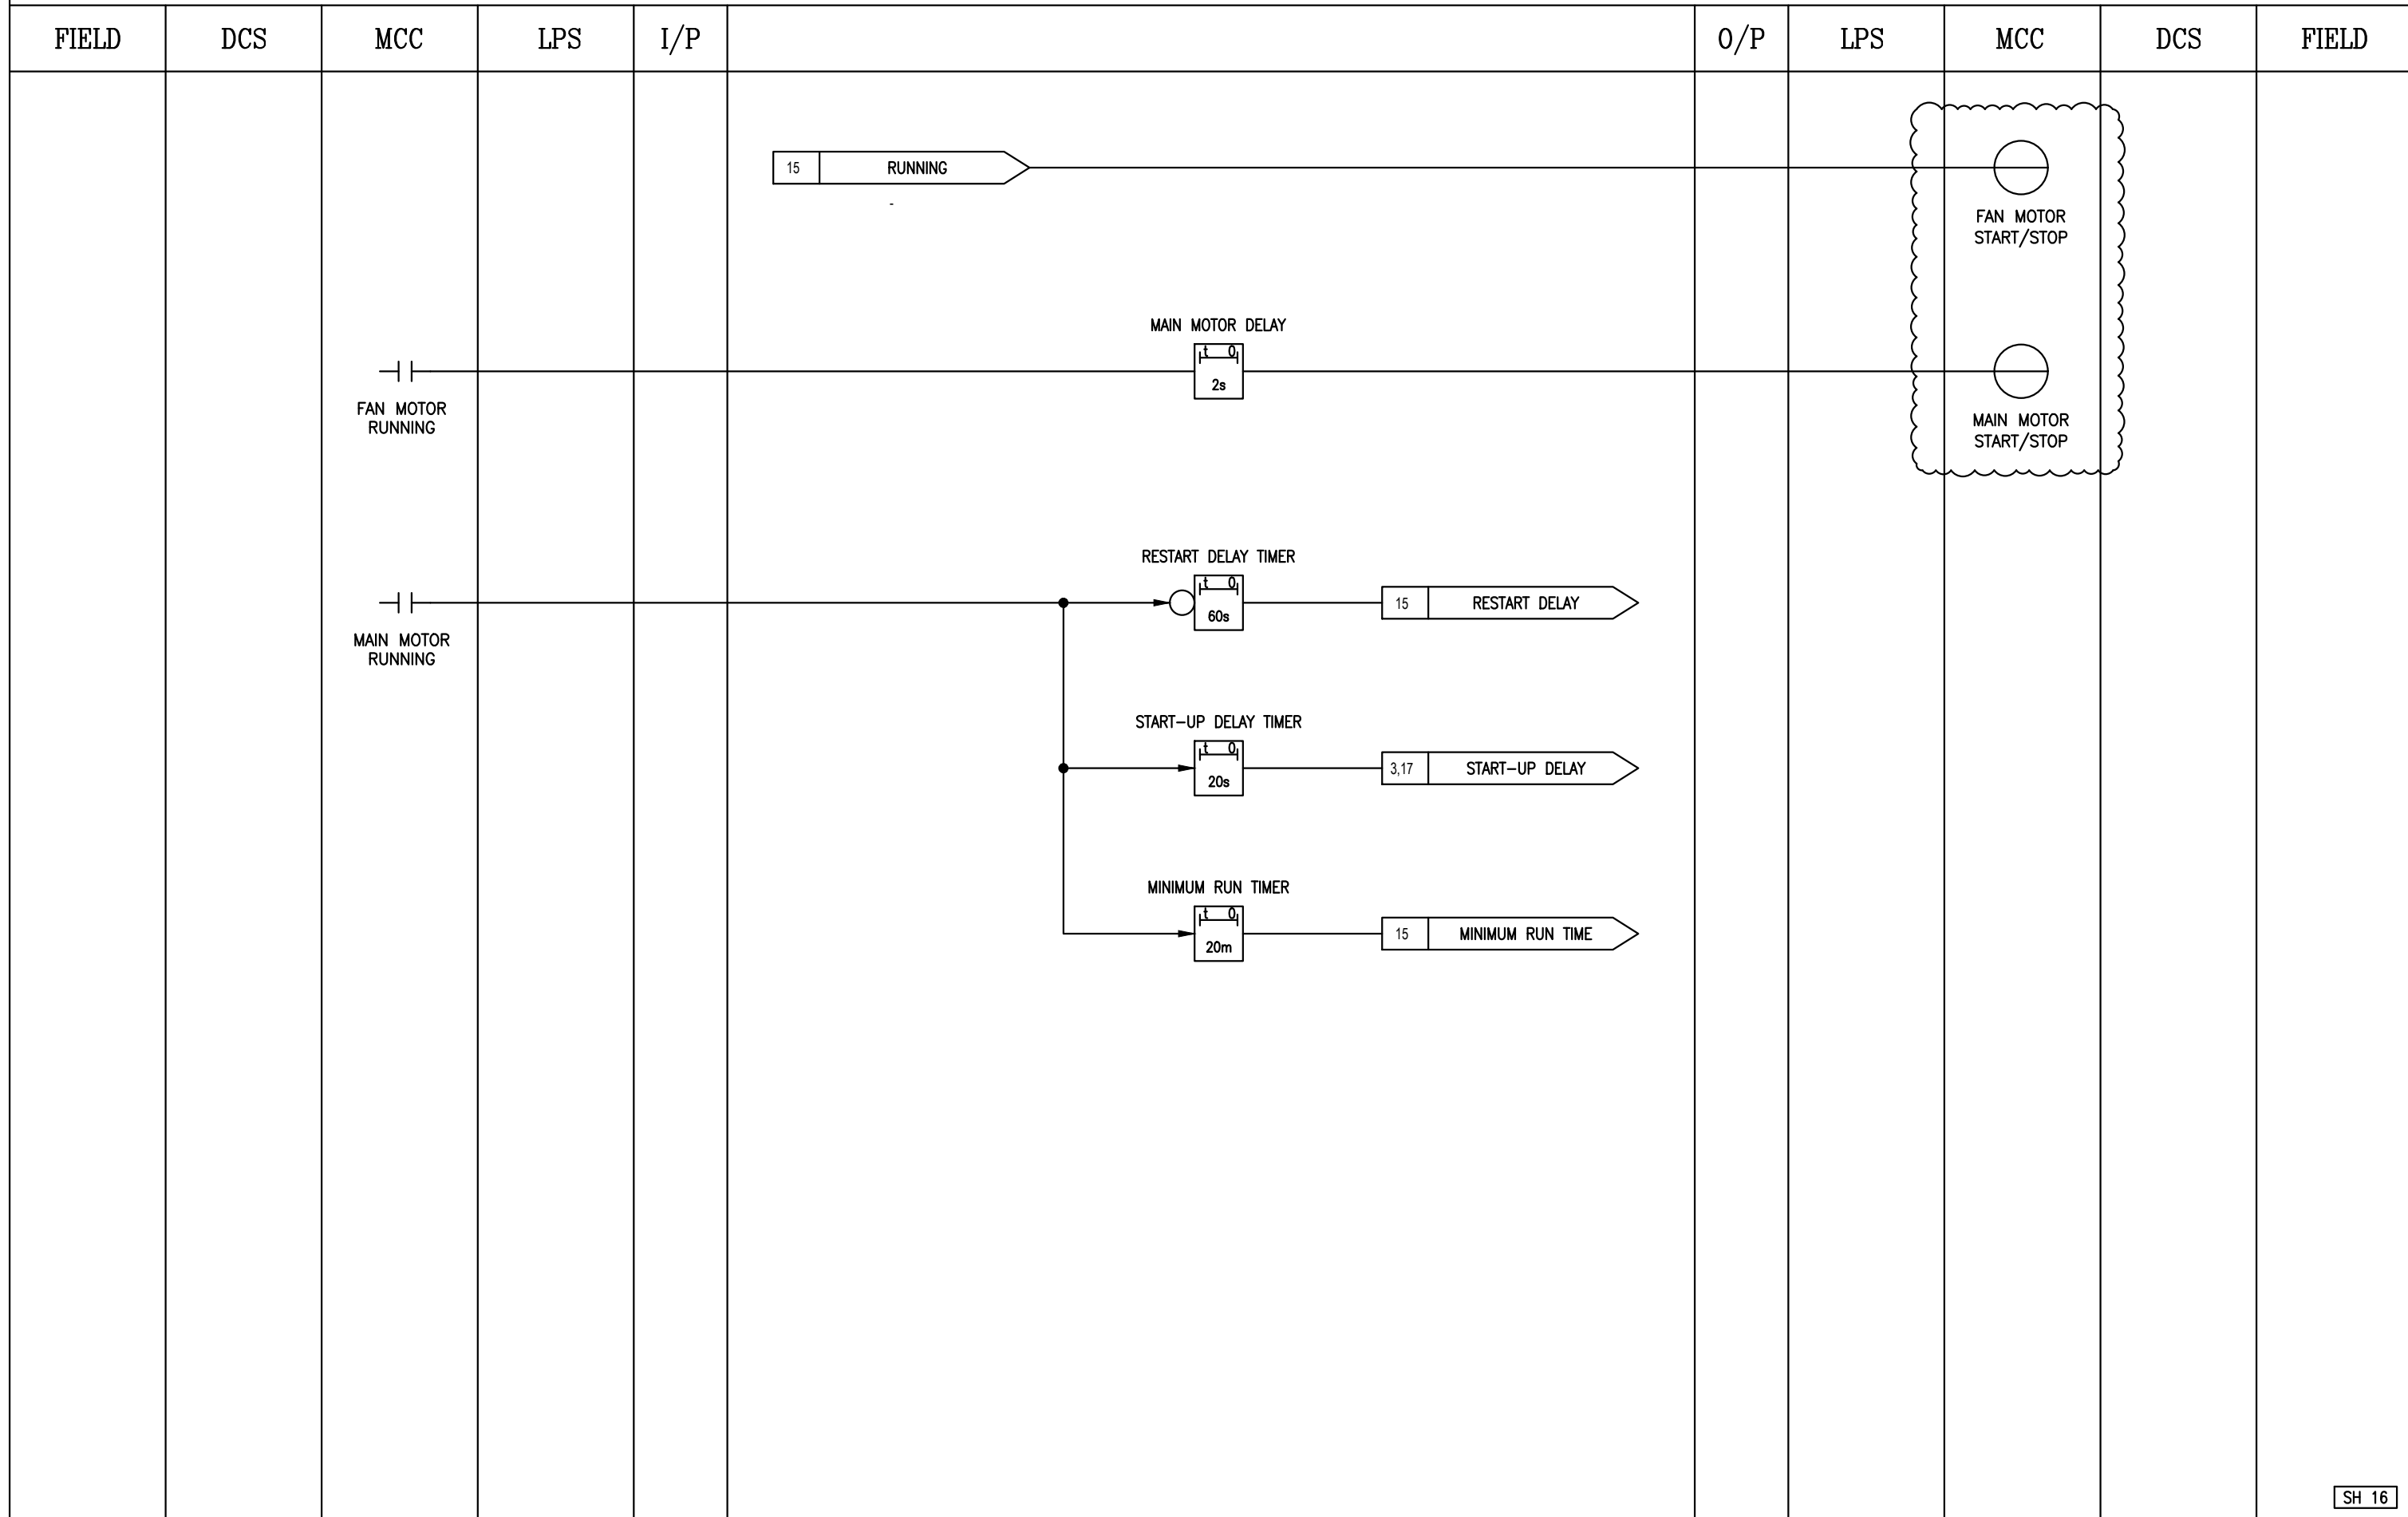 FIELD DCS MCC LPS I/P O/P LPS MCC DCS FIELD
15 RUNNING
-
FAN MOTOR
START/STOP
MAIN MOTOR DELAY
t 0
2s
FAN MOTOR
RUNNING
MAIN MOTOR
START/STOP
RESTART DELAY TIMER
t 0
60s
15 RESTART DELAY
MAIN MOTOR
RUNNING
START-UP DELAY TIMER
t 0
20s
3,17 START-UP DELAY
MINIMUM RUN TIMER
t 0
20m
15 MINIMUM RUN TIME
SH 16